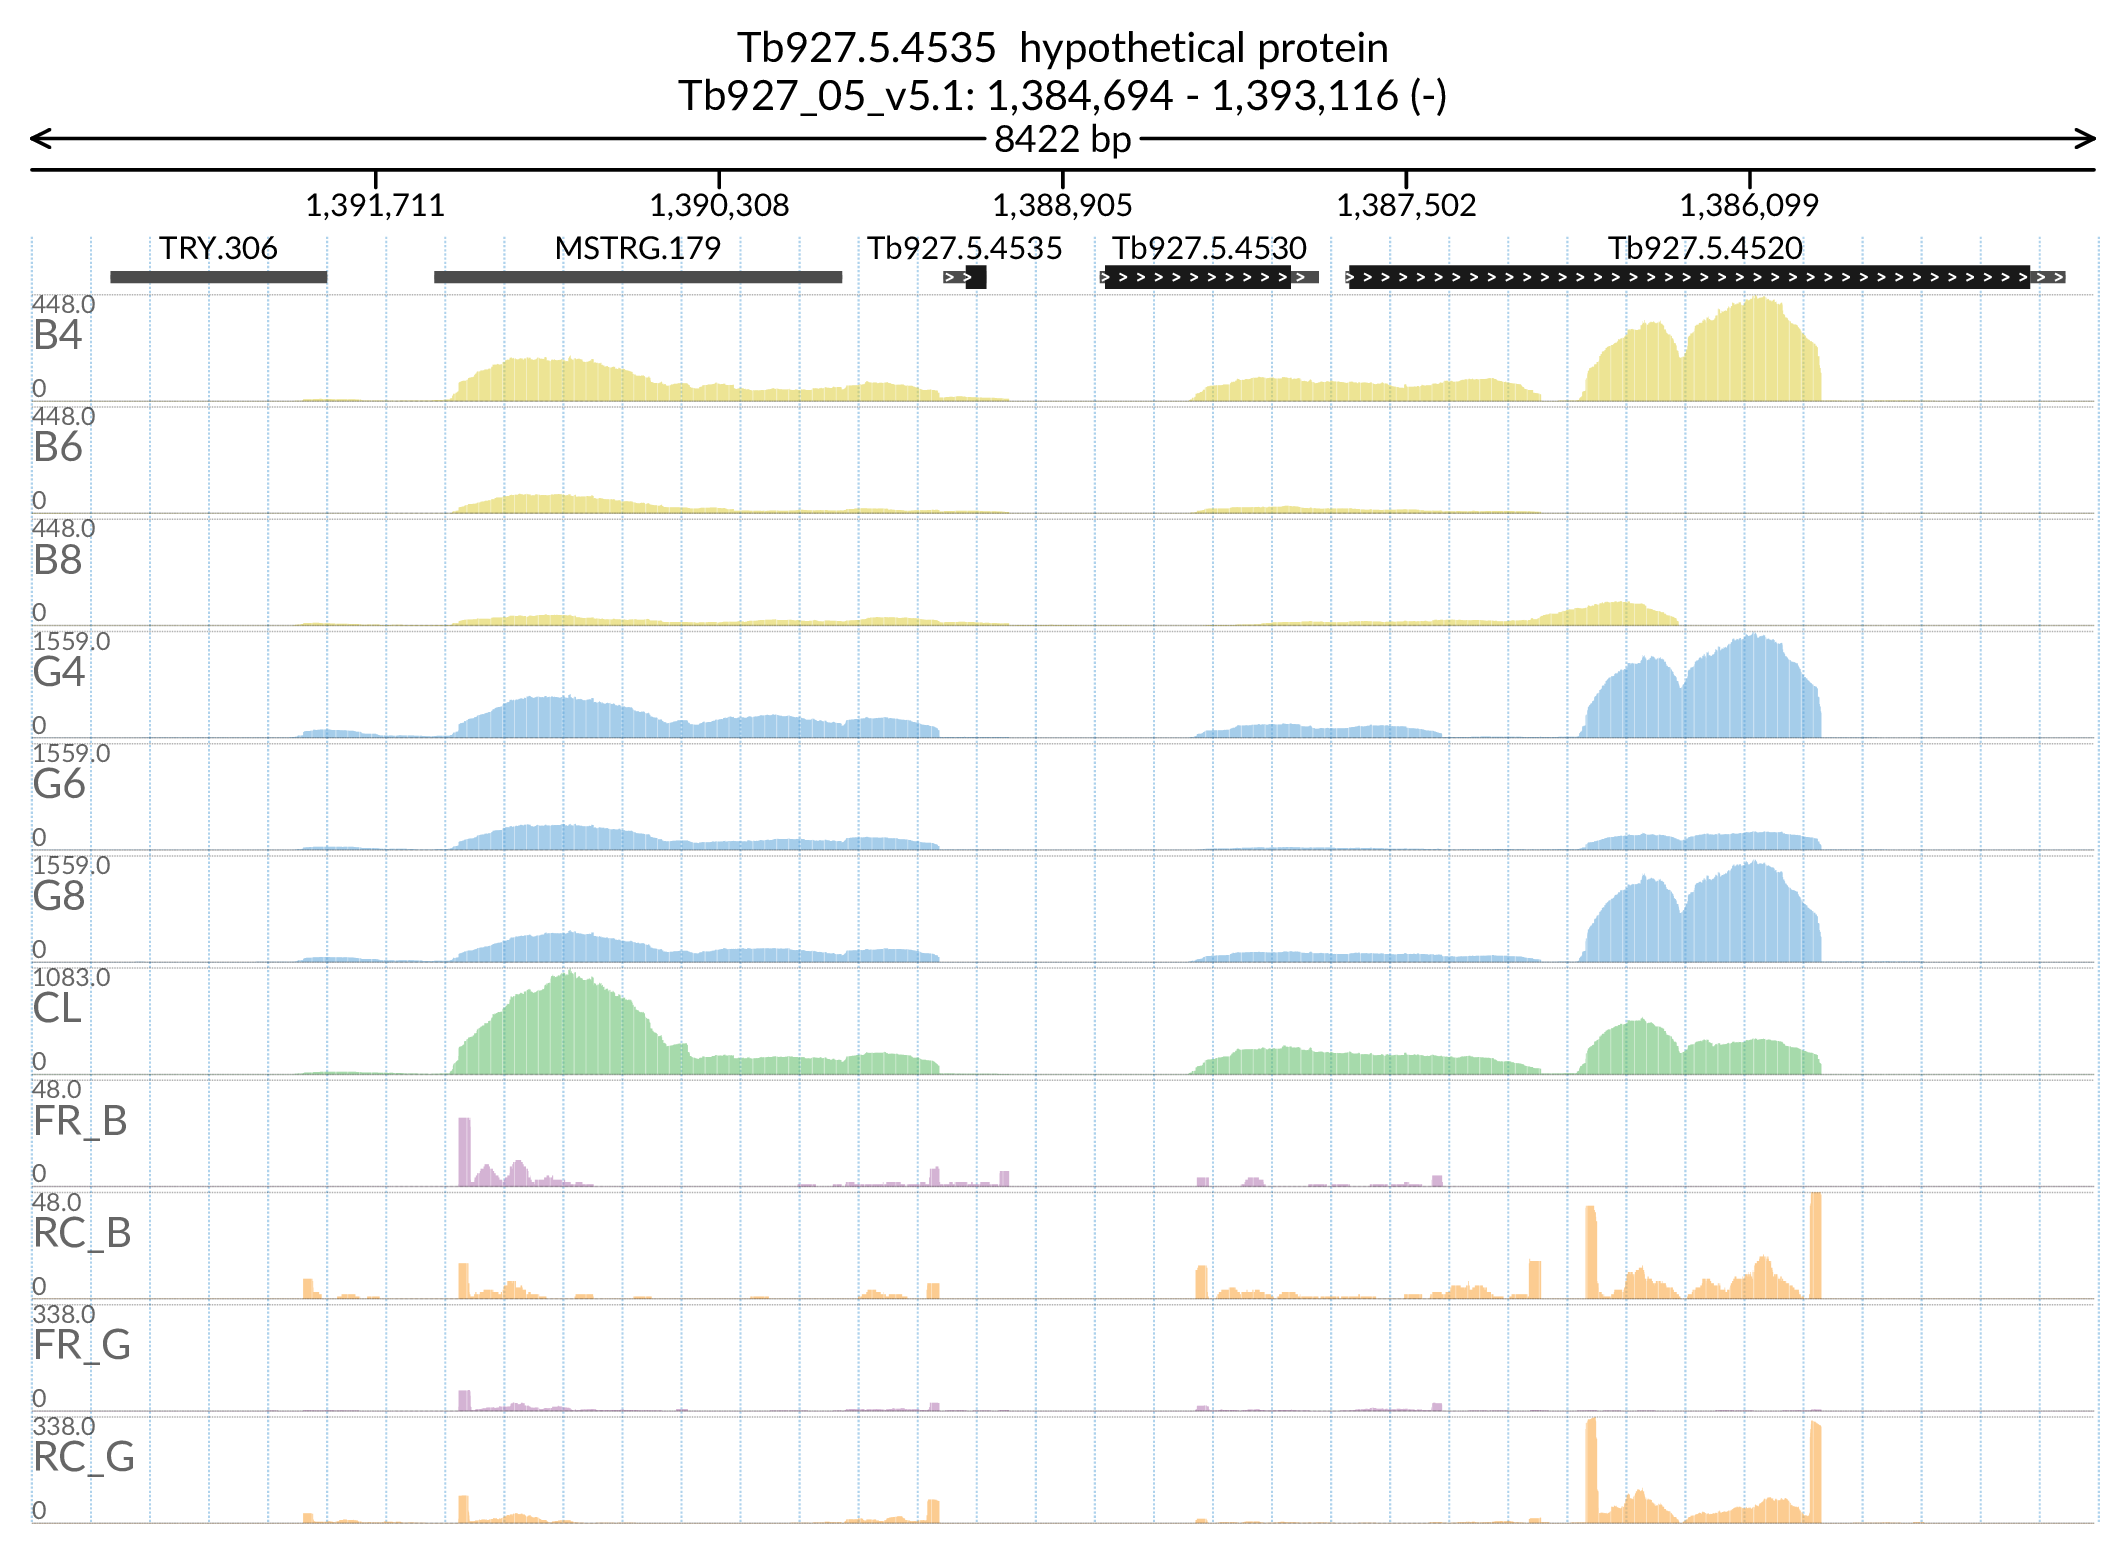 Tb927.5.4535  hypothetical protein
Tb927_05_v5.1: 1,384,694 - 1,393,116 (-)
8422 bp
1,391,711 1,390,308 1,388,905 1,387,502 1,386,099
TRY.306 MSTRG.179 Tb927.5.4535 Tb927.5.4530 Tb927.5.4520
448.0
B4
0
448.0
B6
0
448.0
B8
0
1559.0
G4
0
1559.0
G6
0
1559.0
G8
0
1083.0
CL
0
48.0
FR_B
0
48.0
RC_B
0
338.0
FR_G
0
338.0
RC_G
0